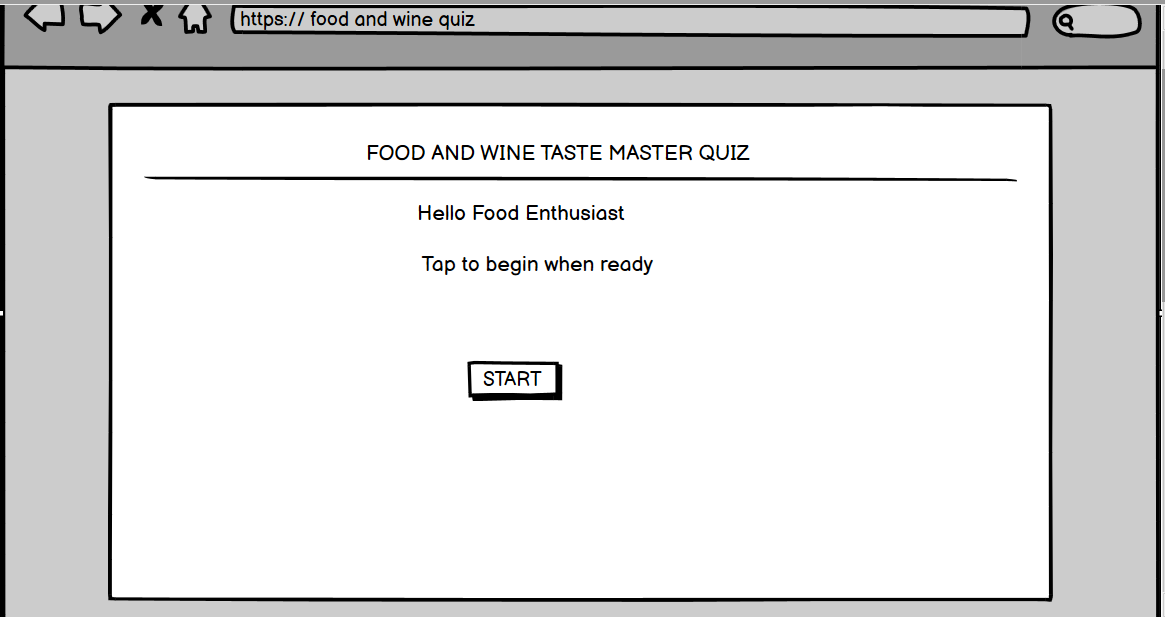 https:// food and wine quiz
FOOD AND WINE TASTE MASTER QUIZ
Hello Food Enthusiast
Tap to begin when ready
START